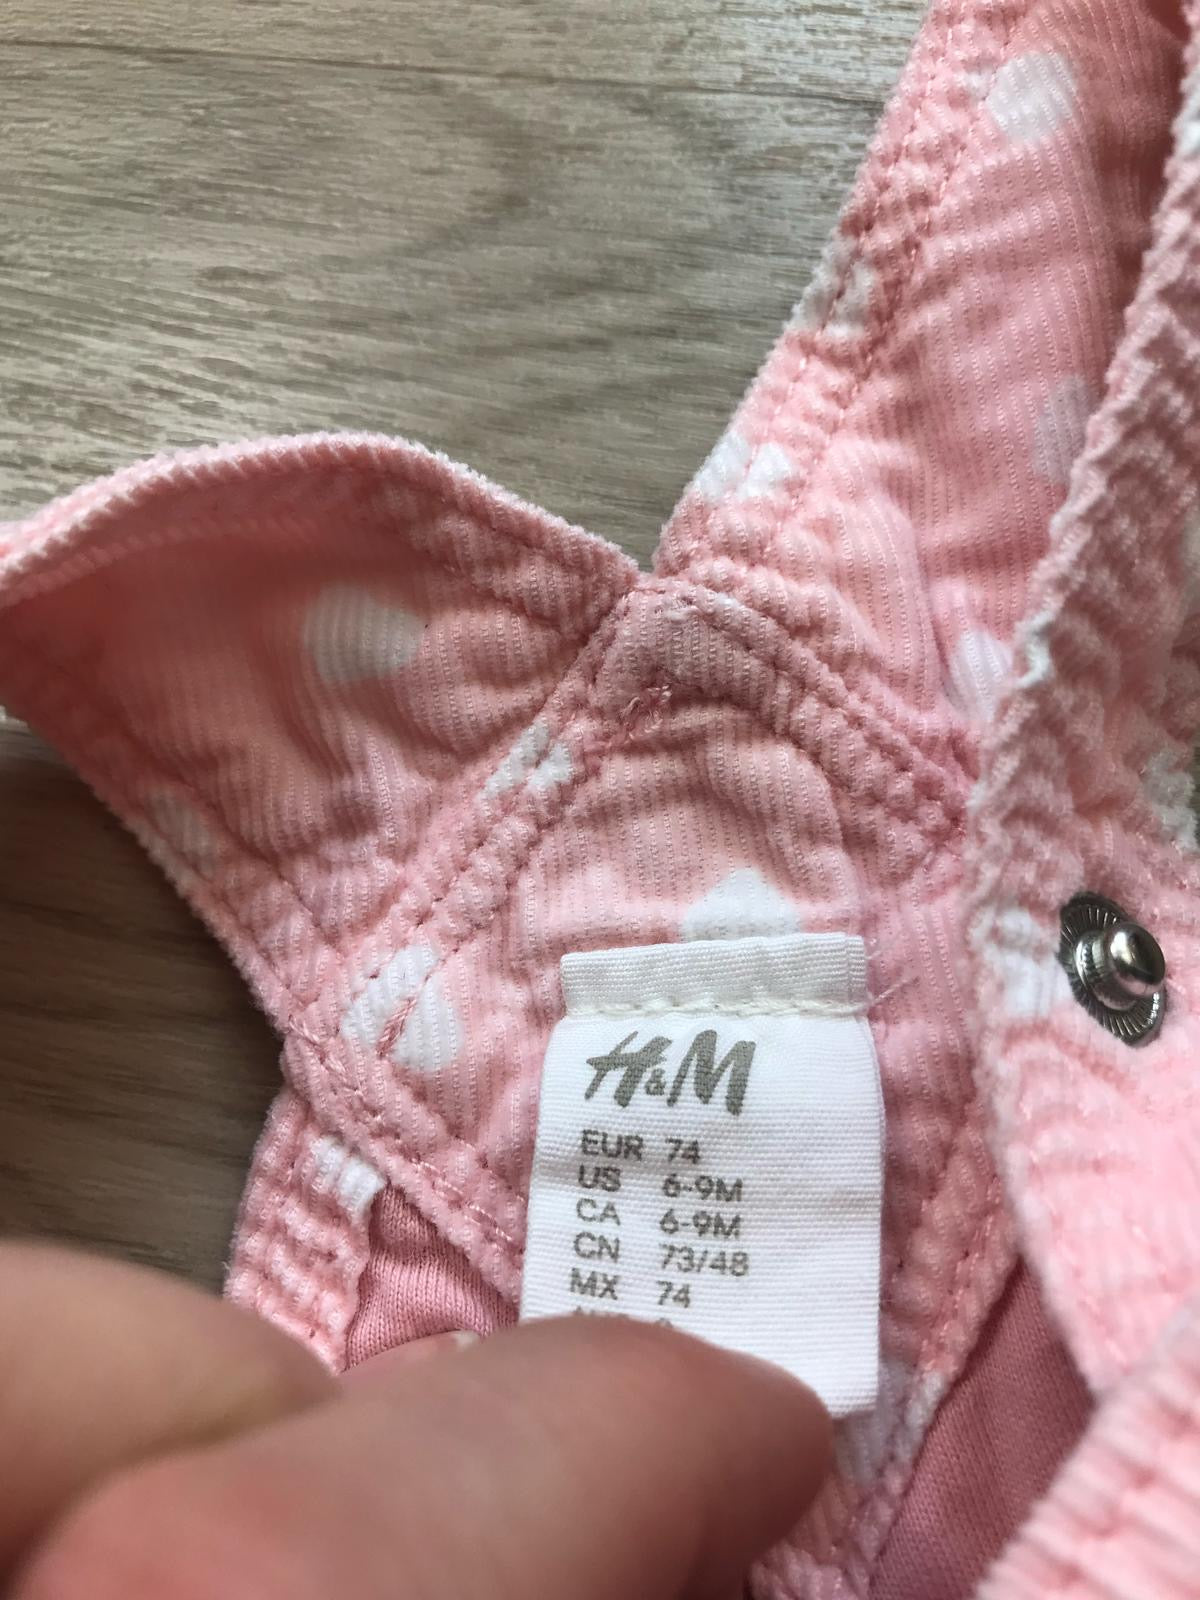 H&M
EUR 74
US 6-9M
CA 6-9M
CN 73/48
MX 74